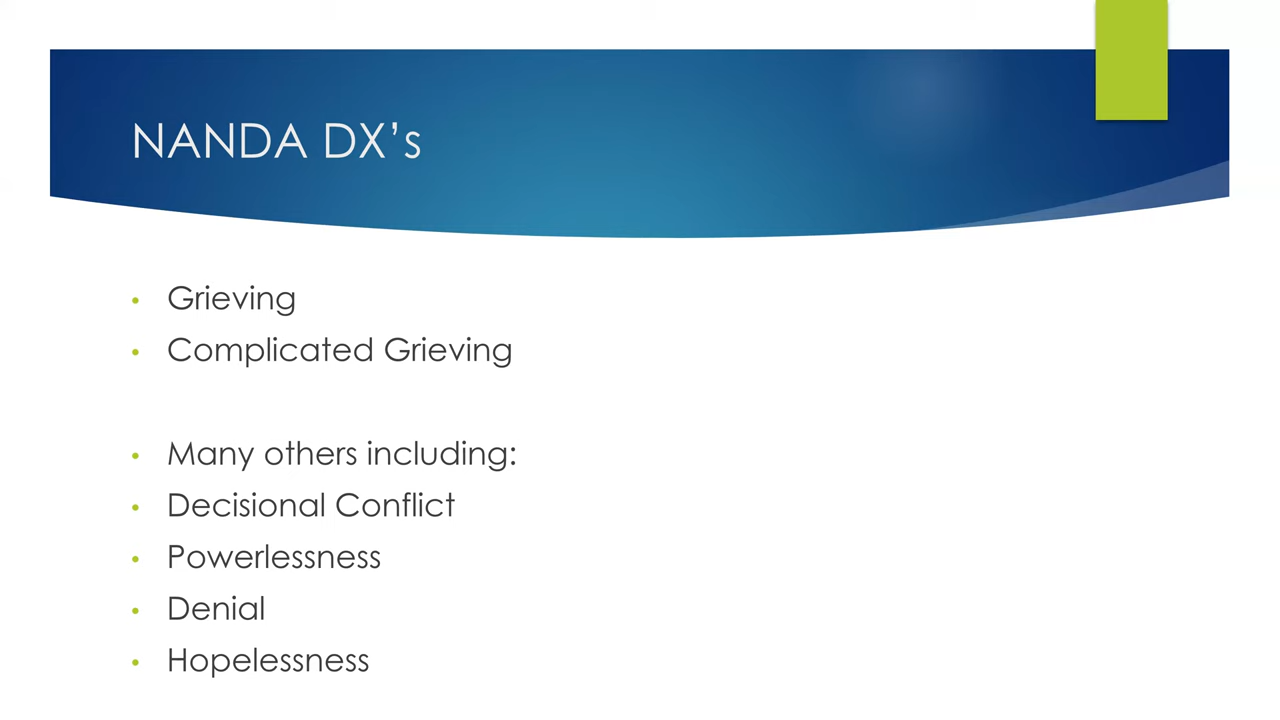 NANDA DX’s
• Grieving
• Complicated Grieving
• Many others including:
• Decisional Conflict
• Powerlessness
• Denial
• Hopelessness